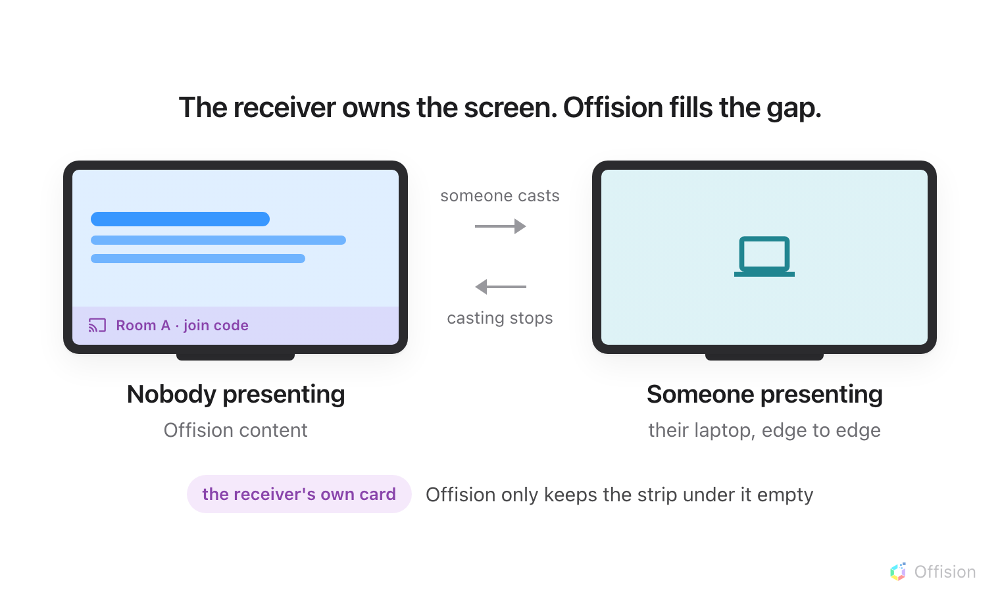 The receiver owns the screen. Offision fills the gap.
someone casts
casting stops
Room A · join code
Nobody presenting
Offision content
Someone presenting
their laptop, edge to edge
the receiver's own card
Offision only keeps the strip under it empty
Offision